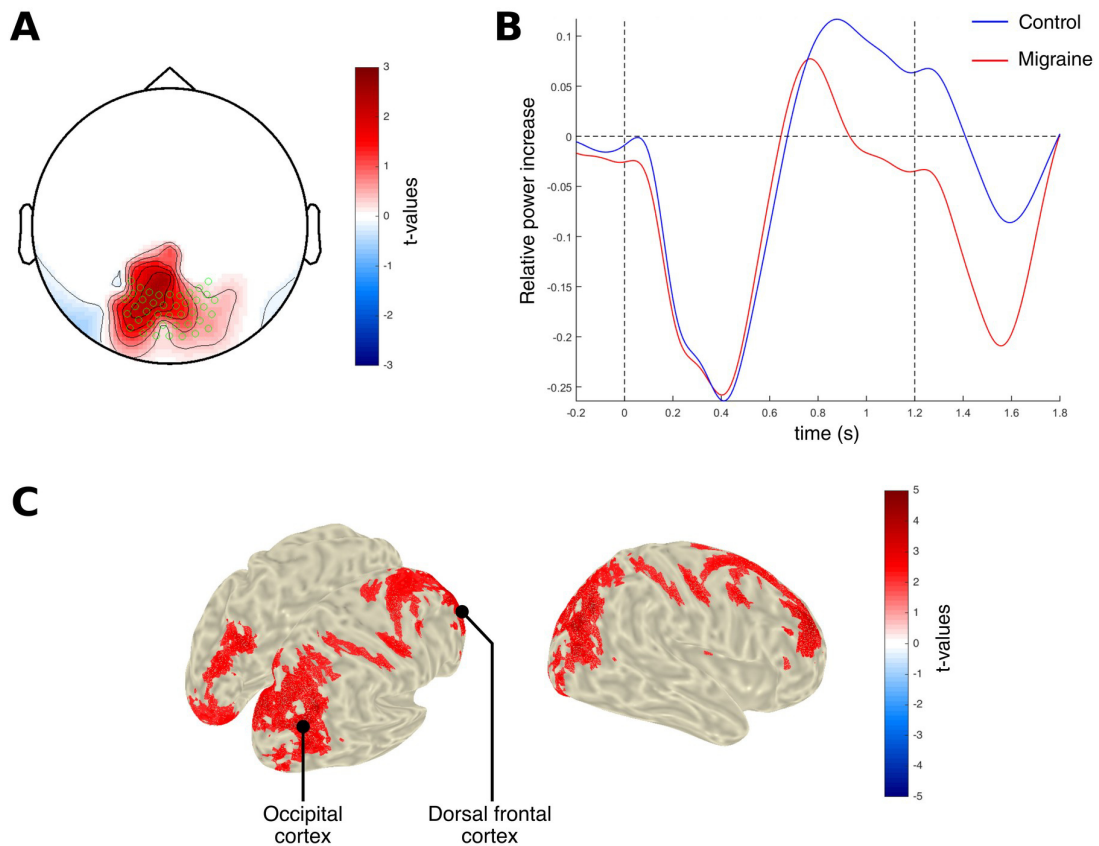 A
3
2
1
0
-1
-2
-3
t-values
B
Control
Migraine
0.1
0.05
0
-0.05
-0.1
-0.15
-0.2
-0.25
Relative power increase
-0.2 0 0.2 0.4 0.6 0.8 1 1.2 1.4 1.6 1.8
time (s)
C
5
4
3
2
1
0
-1
-2
-3
-4
-5
t-values
Occipital
cortex
Dorsal frontal
cortex